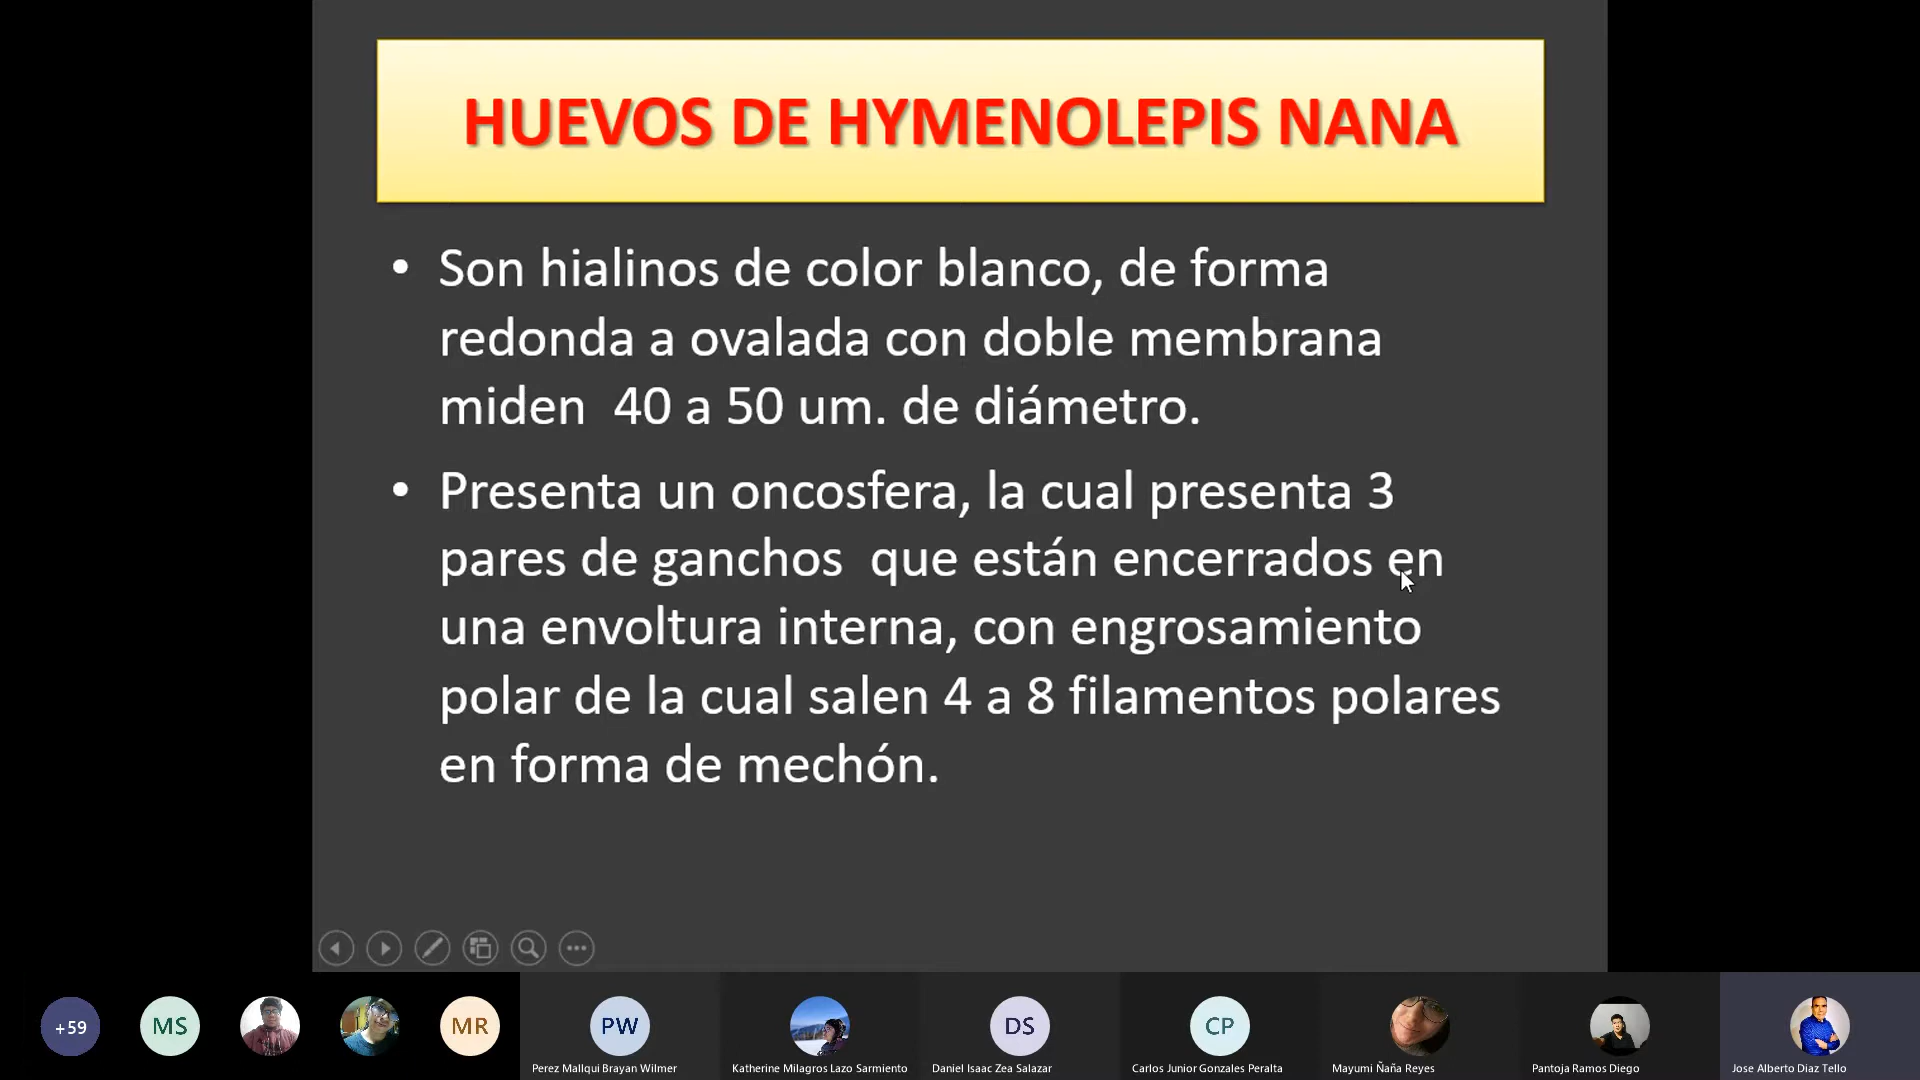 HUEVOS DE HYMENOLEPIS NANA
• Son hialinos de color blanco, de forma
redonda a ovalada con doble membrana
miden  40 a 50 um. de diámetro.
• Presenta un oncosfera, la cual presenta 3
pares de ganchos  que están encerrados en
una envoltura interna, con engrosamiento
polar de la cual salen 4 a 8 filamentos polares
en forma de mechón.
+59
MS
MR
PW
DS
CP
Perez Mallqui Brayan Wilmer
Katherine Milagros Lazo Sarmiento
Daniel Isaac Zea Salazar
Carlos Junior Gonzales Peralta
Mayumi Ñaña Reyes
Pantoja Ramos Diego
Jose Alberto Diaz Tello